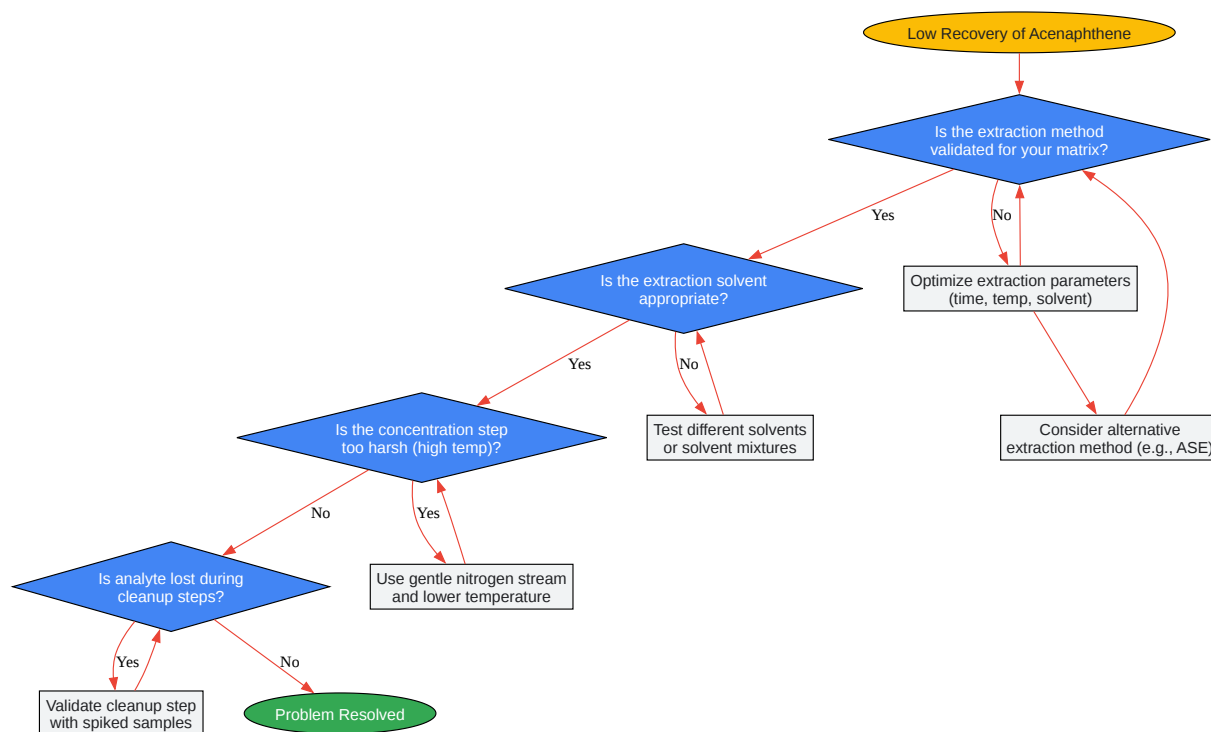 Low Recovery of Acenaphthene
Is the extraction method
validated for your matrix?
Yes
No
Is the extraction solvent
appropriate?
Optimize extraction parameters
(time, temp, solvent)
Yes
No
Is the concentration step
too harsh (high temp)?
Test different solvents
or solvent mixtures
Consider alternative
extraction method (e.g., ASE)
No
Yes
Is analyte lost during
cleanup steps?
Use gentle nitrogen stream
and lower temperature
Yes
No
Validate cleanup step
with spiked samples
Problem Resolved